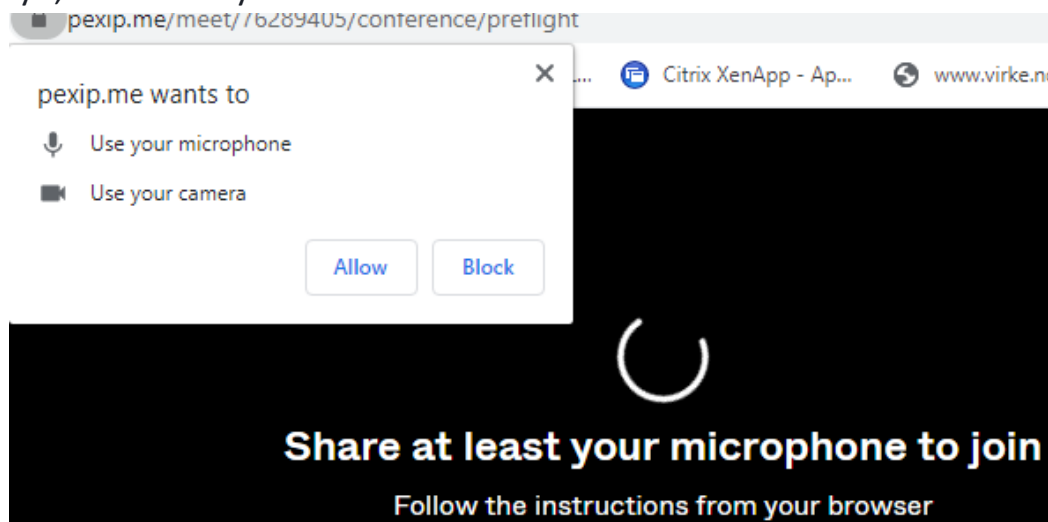 pexip.me/meet/76289405/conference/preflight
... Citrix XenApp - Ap... www.virke.n
pexip.me wants to
Use your microphone
Use your camera
Allow Block
Share at least your microphone to join
Follow the instructions from your browser